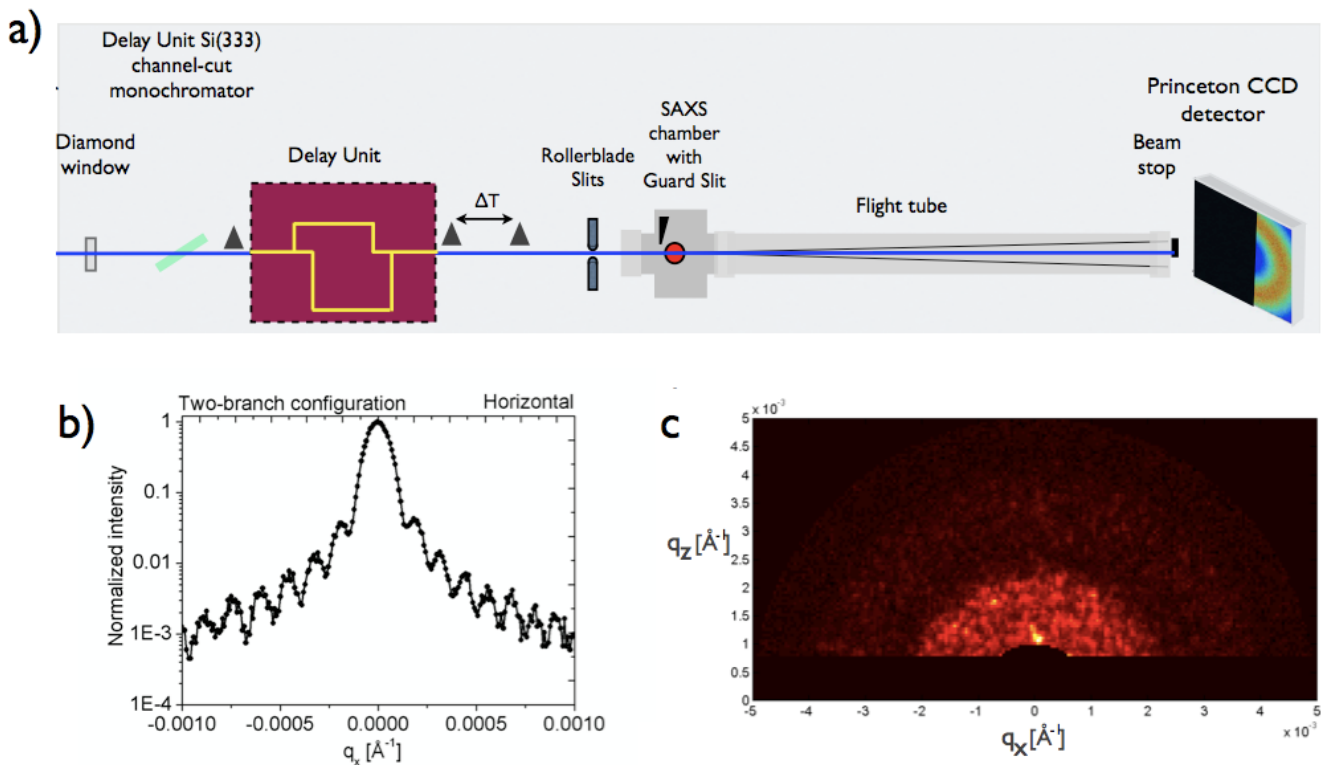 a)
Delay Unit Si(333)
channel-cut
monochromator
Diamond
window
Delay Unit
ΔT
Rollerblade
Slits
SAXS
chamber
with
Guard Slit
Flight tube
Beam
stop
Princeton CCD
detector
b)
Two-branch configuration
Horizontal
Normalized intensity
1
0.1
0.01
1E-3
1E-4
-0.0010
-0.0005
0.0000
0.0005
0.0010
qx [Å-1]
c
x 10-3
qz [Å-1]
5
4.5
4
3.5
3
2.5
2
1.5
1
0.5
0
-5
-4
-3
-2
-1
0
1
2
3
4
5
x 10-3
qx [Å-1]